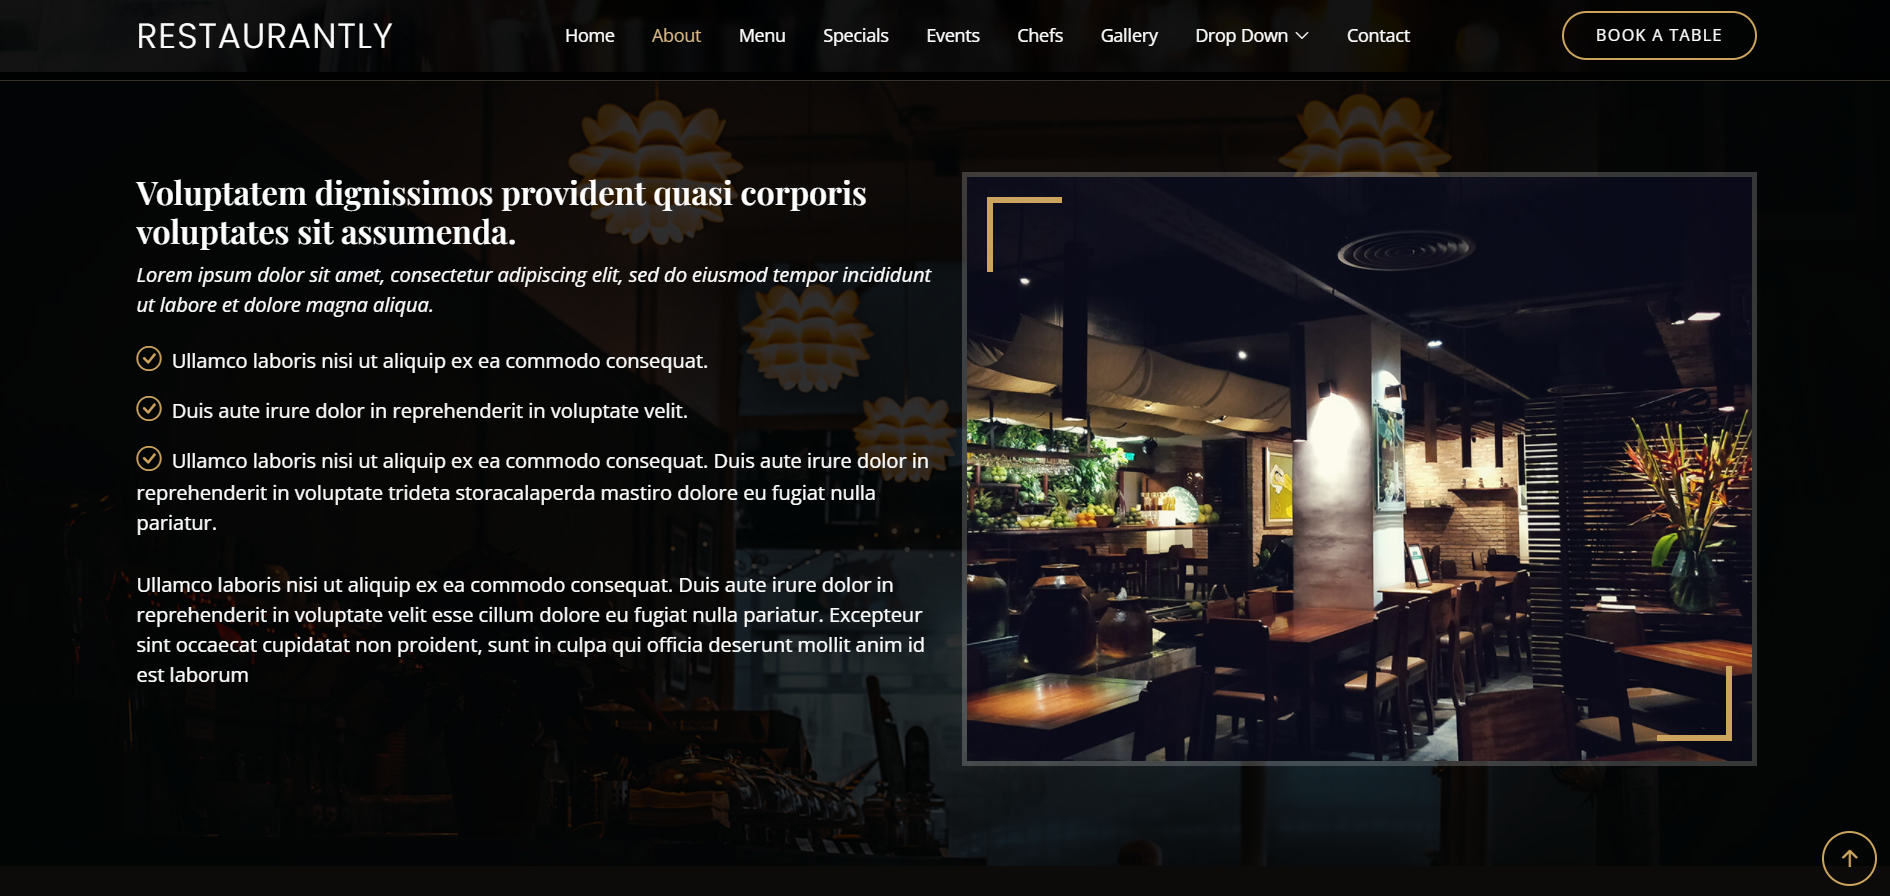 RESTAURANTLY
Home About Menu Specials Events Chefs Gallery Drop Down Contact
BOOK A TABLE
Voluptatem dignissimos provident quasi corporis
voluptates sit assumenda.
Lorem ipsum dolor sit amet, consectetur adipiscing elit, sed do eiusmod tempor incididunt
ut labore et dolore magna aliqua.
Ullamco laboris nisi ut aliquip ex ea commodo consequat.
Duis aute irure dolor in reprehenderit in voluptate velit.
Ullamco laboris nisi ut aliquip ex ea commodo consequat. Duis aute irure dolor in
reprehenderit in voluptate trideta storacalaperda mastiro dolore eu fugiat nulla
pariatur.
Ullamco laboris nisi ut aliquip ex ea commodo consequat. Duis aute irure dolor in
reprehenderit in voluptate velit esse cillum dolore eu fugiat nulla pariatur. Excepteur
sint occaecat cupidatat non proident, sunt in culpa qui officia deserunt mollit anim id
est laborum